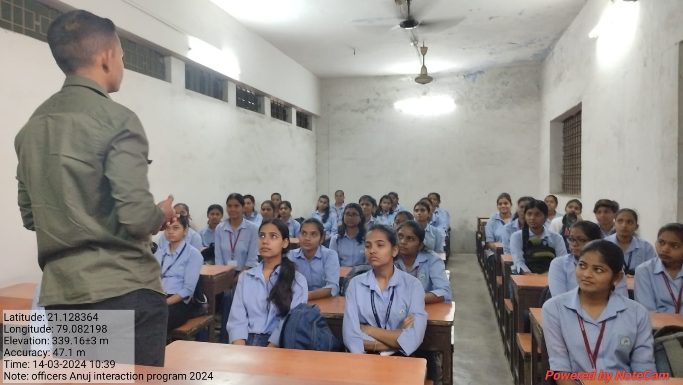 Latitude: 21.128364
Longitude: 79.082198
Elevation: 339.16±3 m
Accuracy: 47.1 m
Time: 14-03-2024 10:39
Note: officers Anuj interaction program 2024
Powered by NoteCam